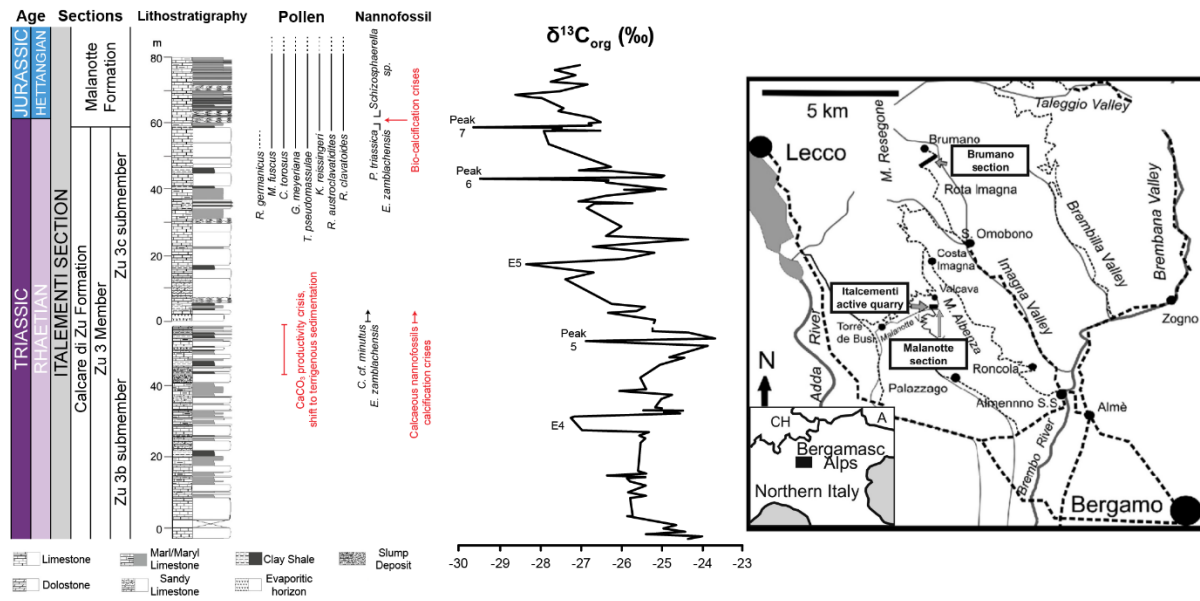 Age Sections Lithostratigraphy Pollen Nannofossil
δ¹³Corg (‰)
JURASSIC
HETTANGIAN
TRIASSIC
RHAETIAN
ITALEMENTI SECTION
Malanotte
Formation
Calcare di Zu Formation
Zu 3 Member
Zu 3c submember
Zu 3b submember
m
80
60
40
20
0
40
20
0
R. germanicus
M. fuscus
C. torosus
G. meyeriana
T. pseudomassulae
K. reisingeri
R. austroclavatidites
R. clavatoides
P. triassica
E. zamblachensis
Schizosphaerella
sp.
Bio-calcification crises
CaCO₃ productivity crisis,
shift to terrigenous sedimentation
C. cf. minutus
E. zamblachensis
Calcaeous nannofossils
calcification crises
Peak
7
Peak
6
E5
Peak
5
E4
-30 -29 -28 -27 -26 -25 -24 -23
Limestone
Marl/Maryl
Limestone
Clay Shale
Slump
Deposit
Dolostone
Sandy
Limestone
Evaporitic
horizon
5 km
Lecco
M. Resegone
Taleggio Valley
Brumano
Brumano
section
Rota Imagna
Brembilla Valley
Brembana Valley
S. Omobono
Costa
Imagna
Imagna Valley
Italcementi
active quarry
Valcava
M. Albenza
Zogno
Torre
de Busi
Malanotte V.
Malanotte
section
Roncola
Adda River
Palazzago
Almennno S.S.
Almè
N
Brembo River
Bergamo
CH
A
Bergamasc
Alps
Northern Italy